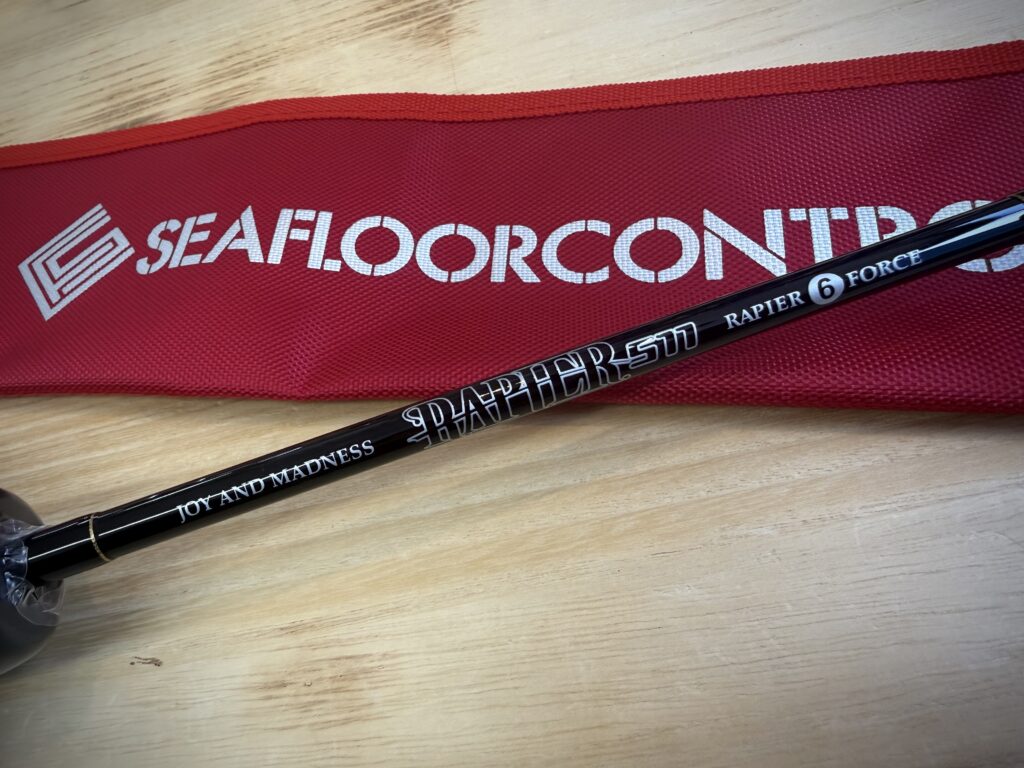 SEAFLOORCONTRO
JOY AND MADNESS
RAPIER 511
RAPIER 6 FORCE